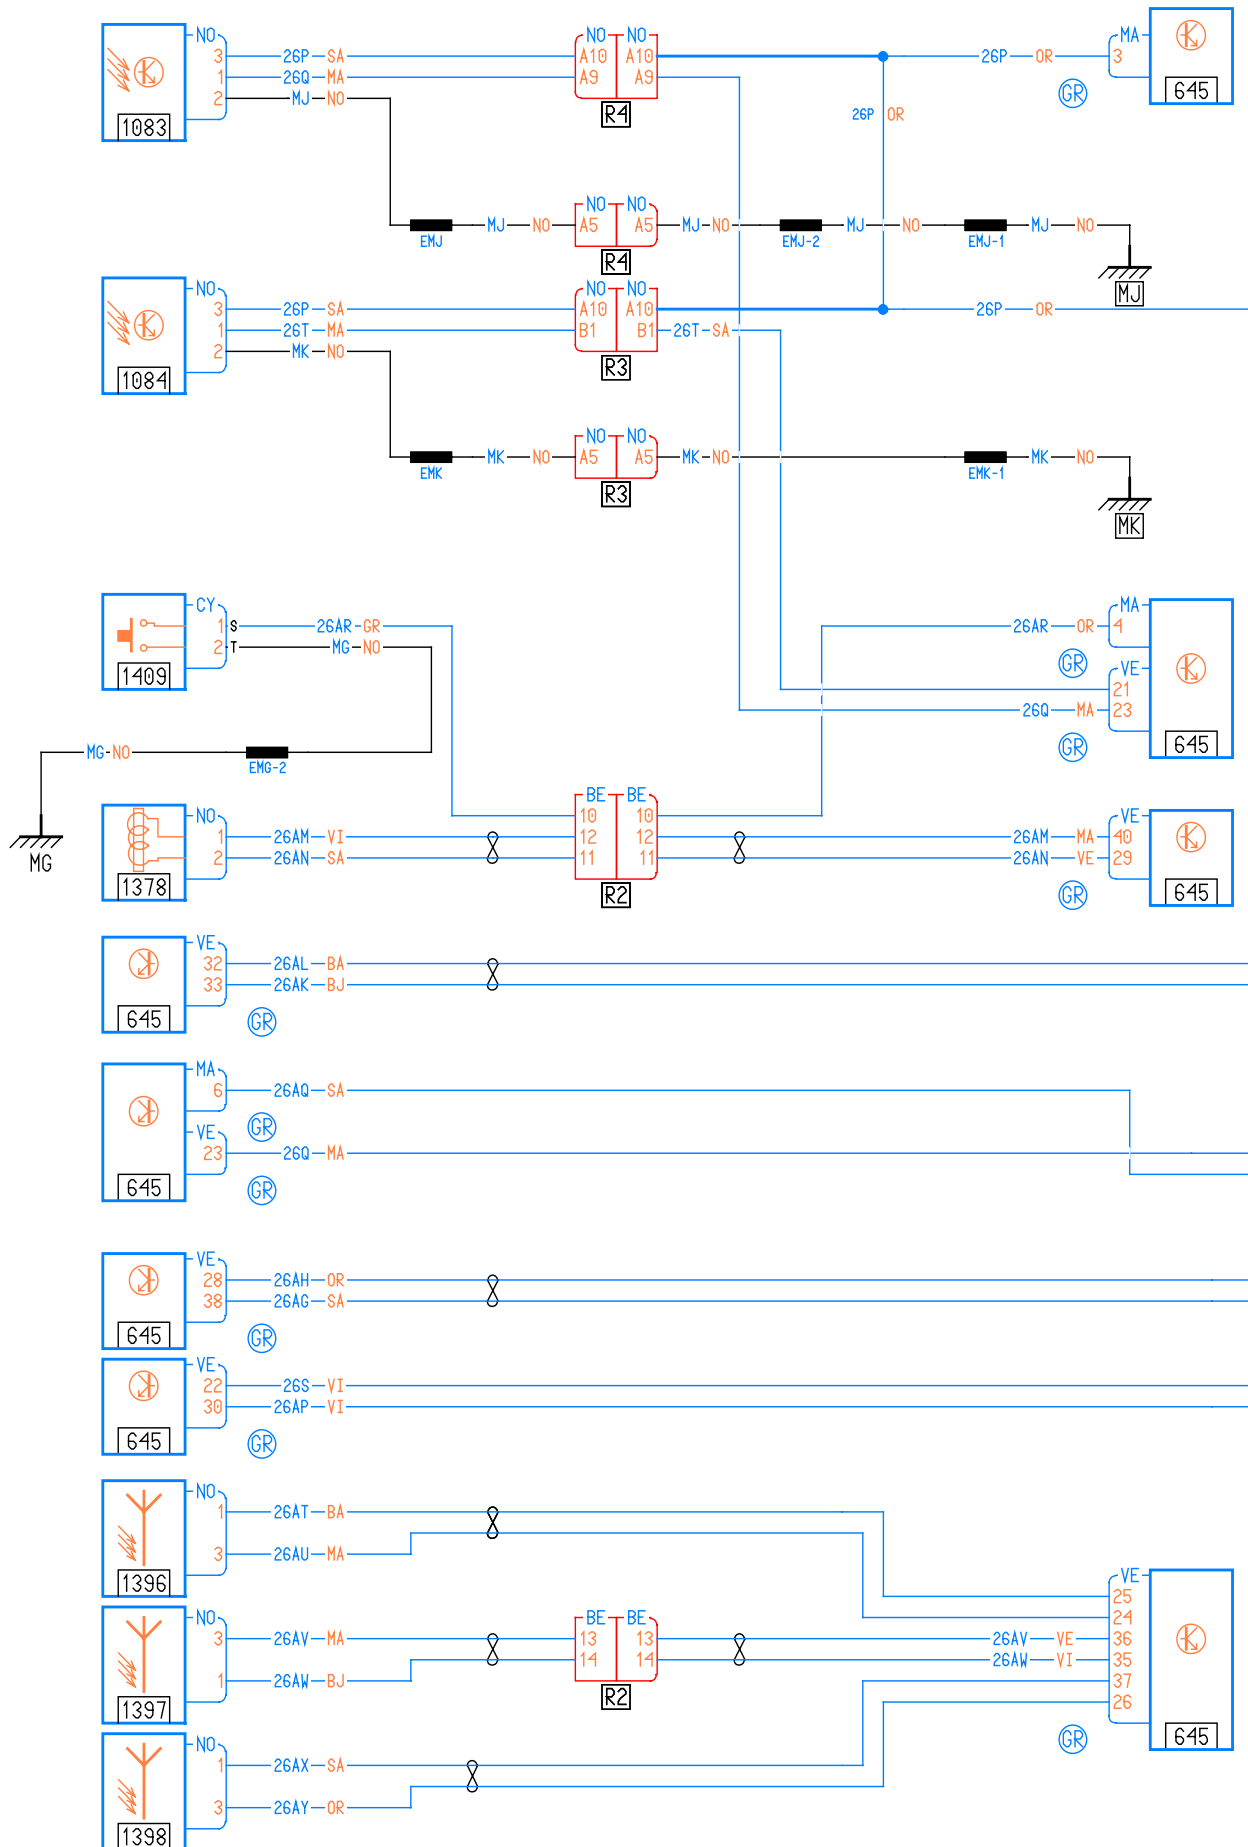 NO NO NO MA
3 26P SA A10 A10 26P OR 3
1 26Q MA A9 A9
2 MJ NO
GR 645
1083 R4 26P OR
NO NO
EMJ MJ NO A5 A5 MJ NO EMJ-2 MJ NO EMJ-1 MJ NO
R4 MJ
NO NO NO
3 26P SA A10 A10 26P OR
1 26T MA B1 B1 26T SA
2 MK NO
1084 R3
NO NO
EMK MK NO A5 A5 MK NO EMK-1 MK NO
R3 MK
CY MA
1 S 26AR GR 26AR OR 4
2 T MG NO
1409 GR
VE
21
26Q MA 23
GR 645
MG NO EMG-2
MG
BE BE
10 10
NO VE
1 26AM VI 12 12 26AM MA 40
2 26AN SA 11 11 26AN VE 29
1378 R2 GR 645
VE
32 26AL BA
33 26AK BJ
645 GR
MA
6 26AQ SA
GR
VE
23 26Q MA
645 GR
VE
28 26AH OR
38 26AG SA
645 GR
VE
22 26S VI
30 26AP VI
645 GR
NO
1 26AT BA
3 26AU MA
1396
VE
25
24
NO BE BE
3 26AV MA 13 13 26AV VE 36
14 14 26AW VI 35
1 26AW BJ 37
26
1397 R2
GR 645
NO
1 26AX SA
3 26AY OR
1398